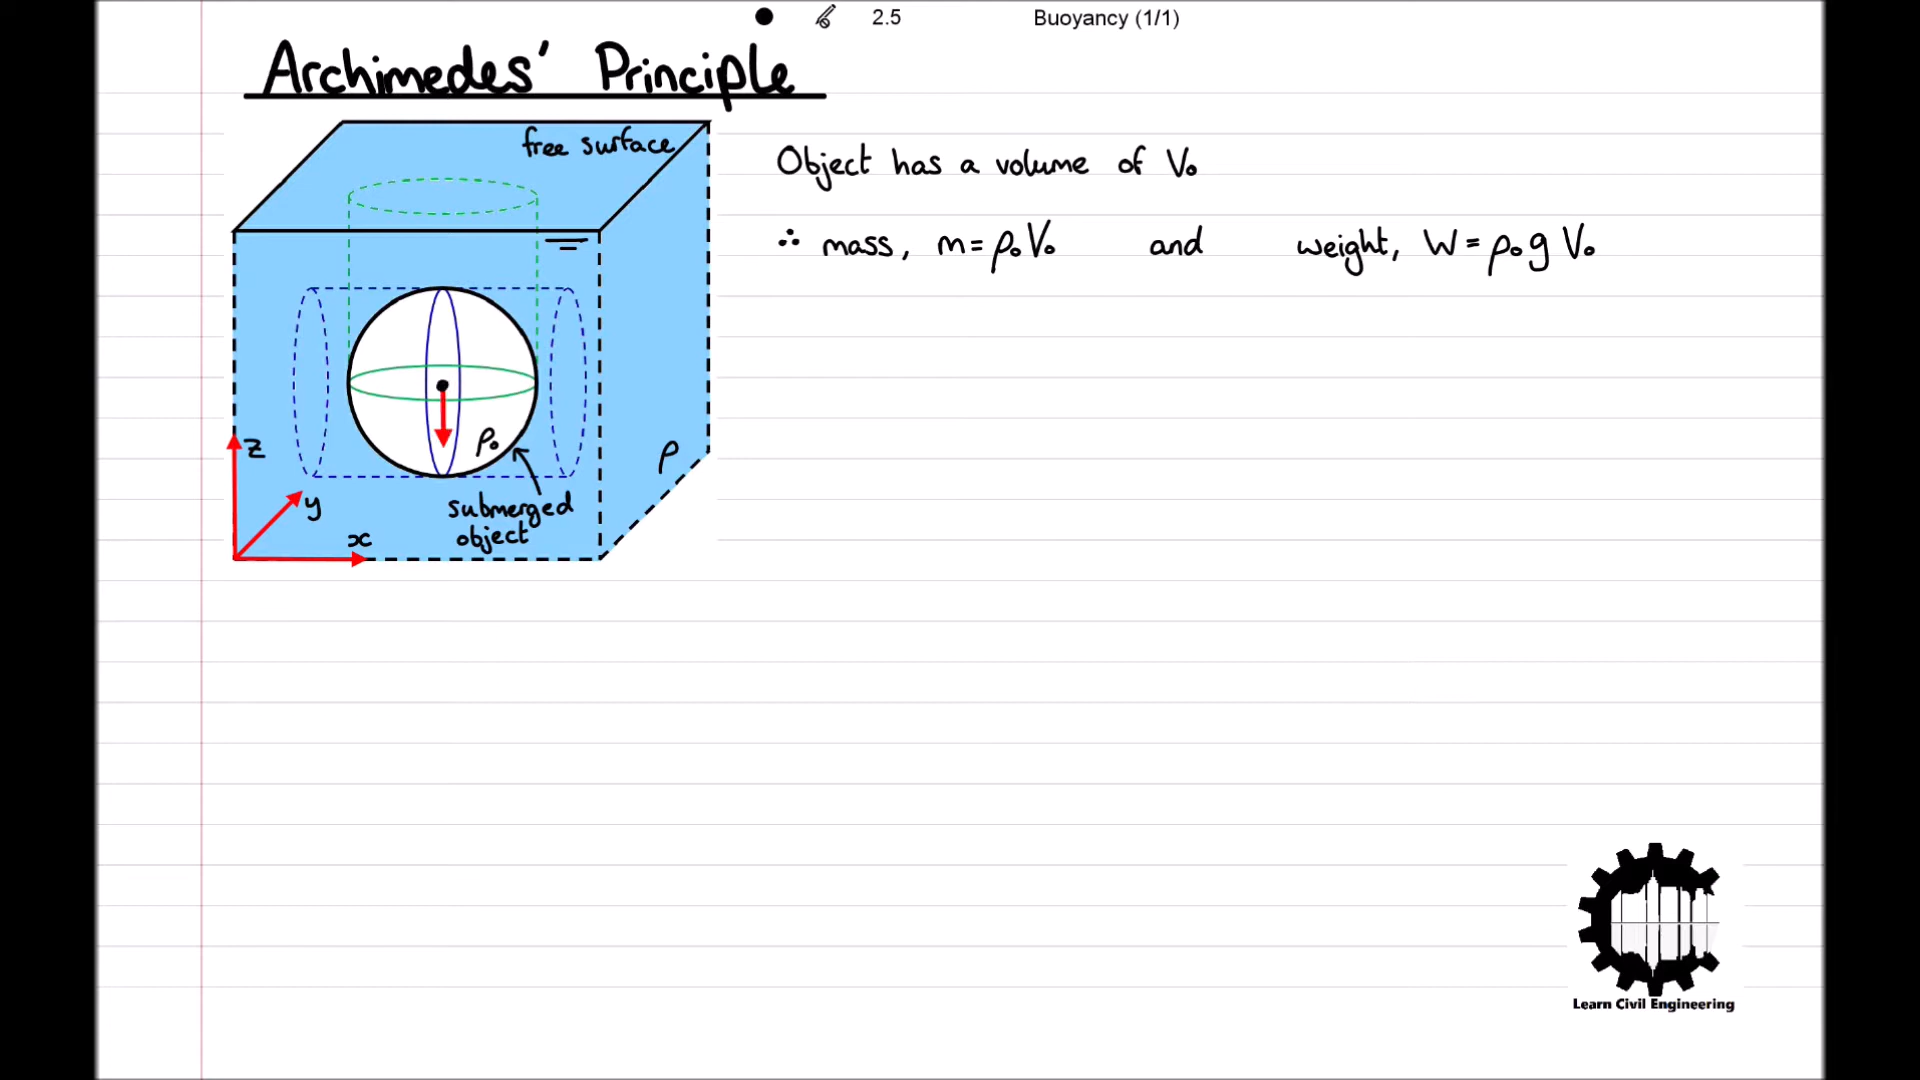 2.5 Buoyancy (1/1)
Archimedes' Principle
free surface
Object has a volume of V₀
∴ mass, m = ρ₀V₀ and weight, W = ρ₀gV₀
ρ₀
ρ
z
y
submerged
object
x
Learn Civil Engineering